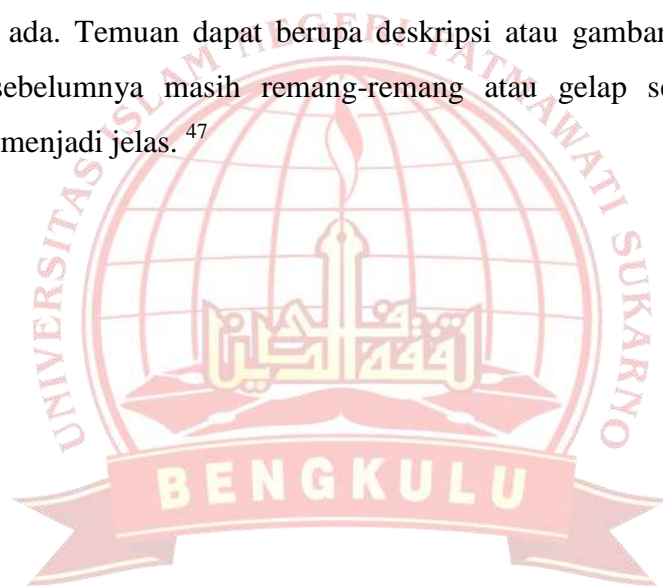 ada. Temuan dapat berupa deskripsi atau gambar
sebelumnya masih remang-remang atau gelap
menjadi jelas. 47
UNIVERSITAS ISLAM NEGERI FATMAWATI SUKARNO
BENGKULU